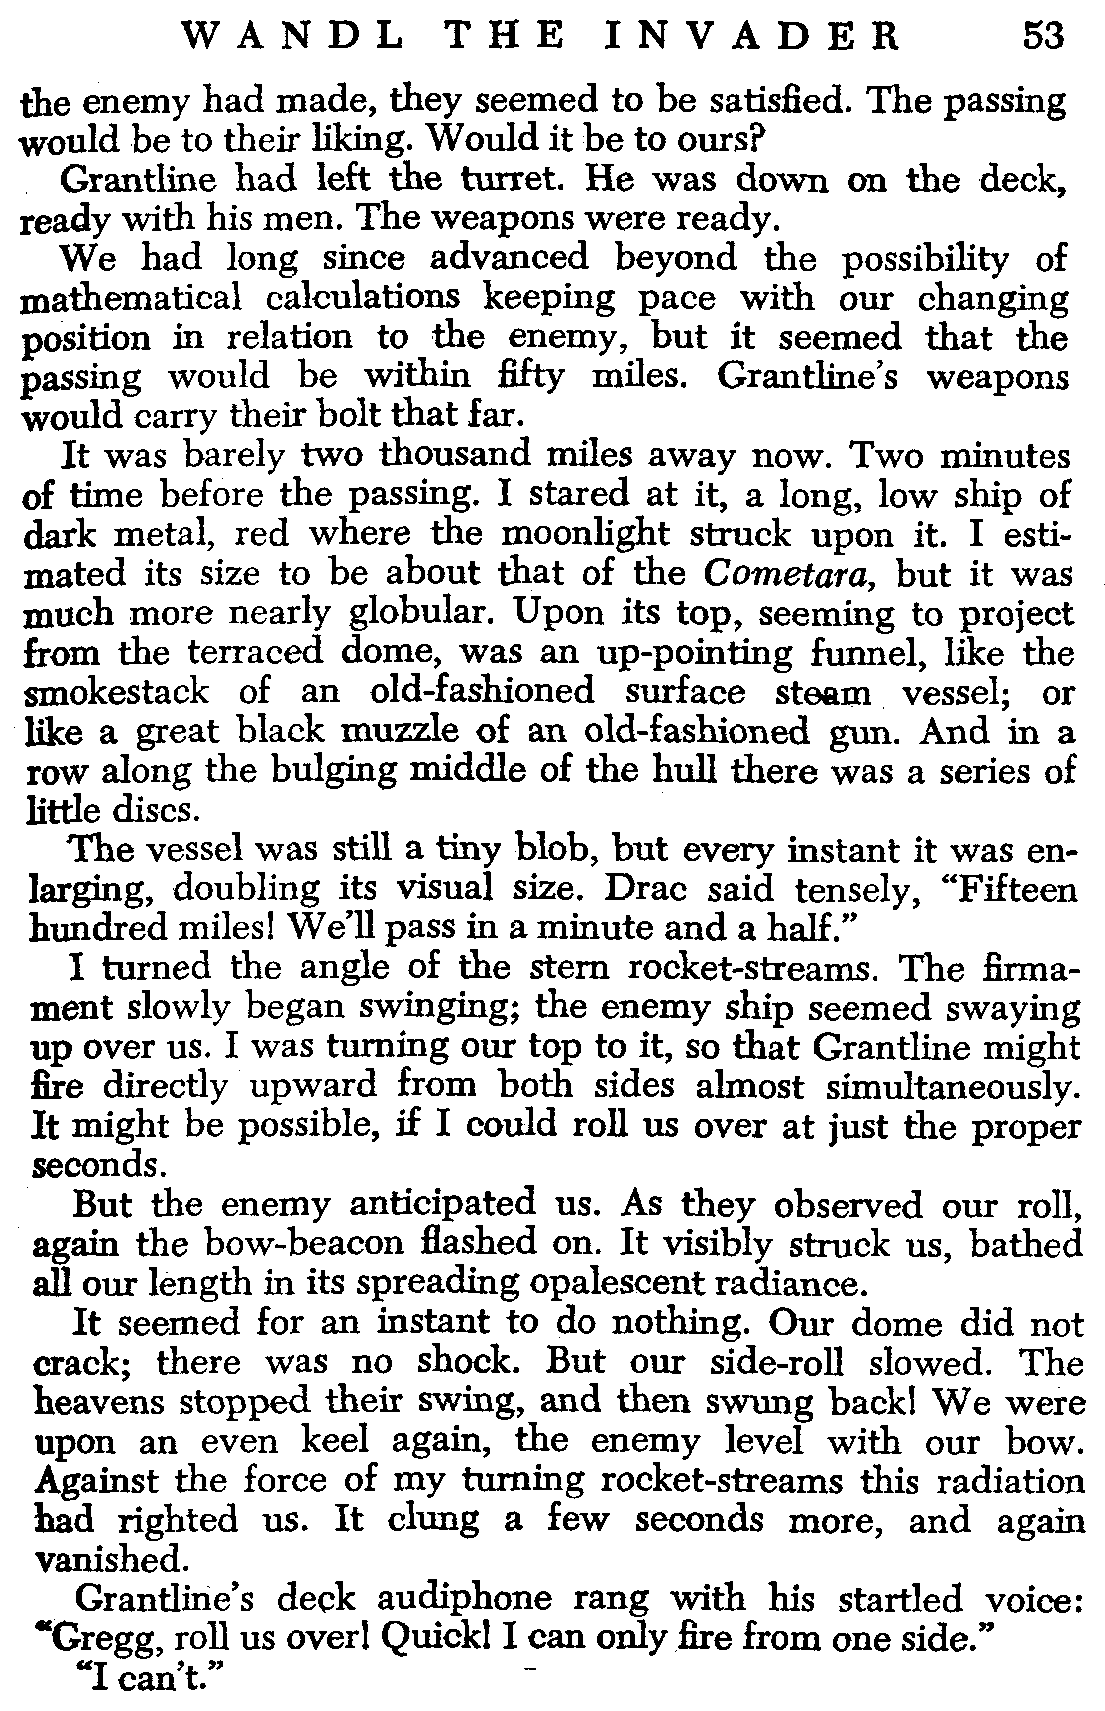 WANDL THE INVADER 53
the enemy had made, they seemed to be satisfied. The passing
would be to their liking. Would it be to ours?
Grantline had left the turret. He was down on the deck,
ready with his men. The weapons were ready.
We had long since advanced beyond the possibility of
mathematical calculations keeping pace with our changing
position in relation to the enemy, but it seemed that the
passing would be within fifty miles. Grantline's weapons
would carry their bolt that far.
It was barely two thousand miles away now. Two minutes
of time before the passing. I stared at it, a long, low ship of
dark metal, red where the moonlight struck upon it. I esti-
mated its size to be about that of the Cometara, but it was
much more nearly globular. Upon its top, seeming to project
from the terraced dome, was an up-pointing funnel, like the
smokestack of an old-fashioned surface steam vessel; or
like a great black muzzle of an old-fashioned gun. And in a
row along the bulging middle of the hull there was a series of
little discs.
The vessel was still a tiny blob, but every instant it was en-
larging, doubling its visual size. Drac said tensely, “Fifteen
hundred miles! We'll pass in a minute and a half.”
I turned the angle of the stern rocket-streams. The firma-
ment slowly began swinging; the enemy ship seemed swaying
up over us. I was turning our top to it, so that Grantline might
fire directly upward from both sides almost simultaneously.
It might be possible, if I could roll us over at just the proper
seconds.
But the enemy anticipated us. As they observed our roll,
again the bow-beacon flashed on. It visibly struck us, bathed
all our length in its spreading opalescent radiance.
It seemed for an instant to do nothing. Our dome did not
crack; there was no shock. But our side-roll slowed. The
heavens stopped their swing, and then swung back! We were
upon an even keel again, the enemy level with our bow.
Against the force of my turning rocket-streams this radiation
had righted us. It clung a few seconds more, and again
vanished.
Grantline's deck audiphone rang with his startled voice:
“Gregg, roll us over! Quick! I can only fire from one side.”
“I can't.”